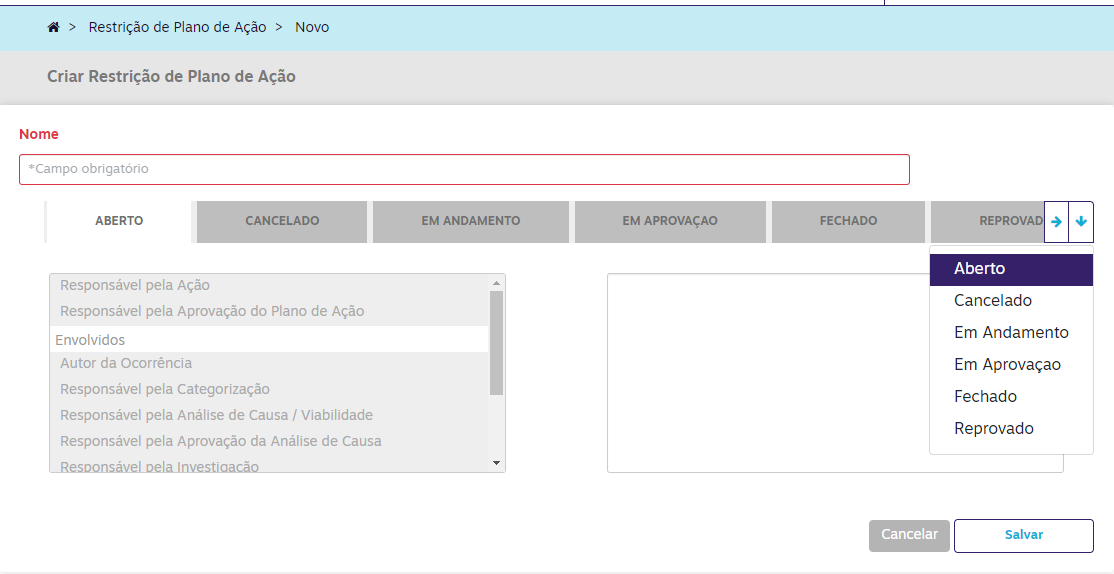 > Restrição de Plano de Ação > Novo
Criar Restrição de Plano de Ação
Nome
*Campo obrigatório
ABERTO CANCELADO EM ANDAMENTO EM APROVAÇAO FECHADO REPROVAD
Responsável pela Ação
Responsável pela Aprovação do Plano de Ação
Envolvidos
Autor da Ocorrência
Responsável pela Categorização
Responsável pela Análise de Causa / Viabilidade
Responsável pela Aprovação da Análise de Causa
Responsável pela Investigação
Aberto
Cancelado
Em Andamento
Em Aprovaçao
Fechado
Reprovado
Cancelar Salvar